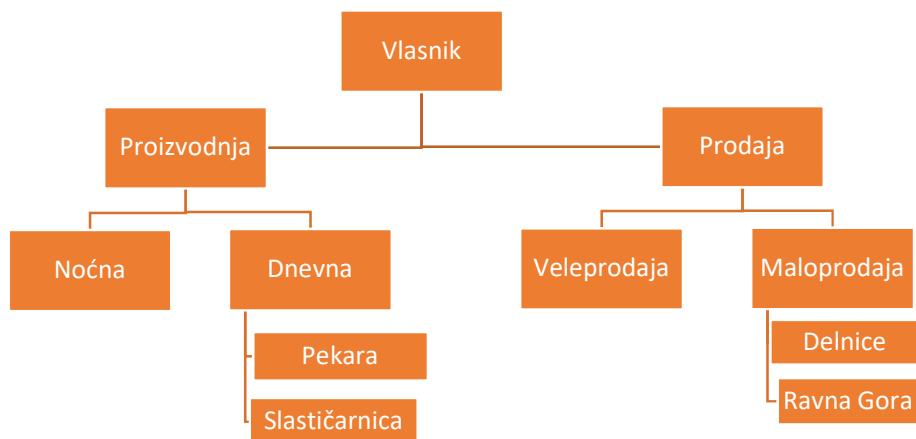 Vlasnik
Proizvodnja
Prodaja
Noćna
Dnevna
Veleprodaja
Maloprodaja
Pekara
Slastičarnica
Delnice
Ravna Gora